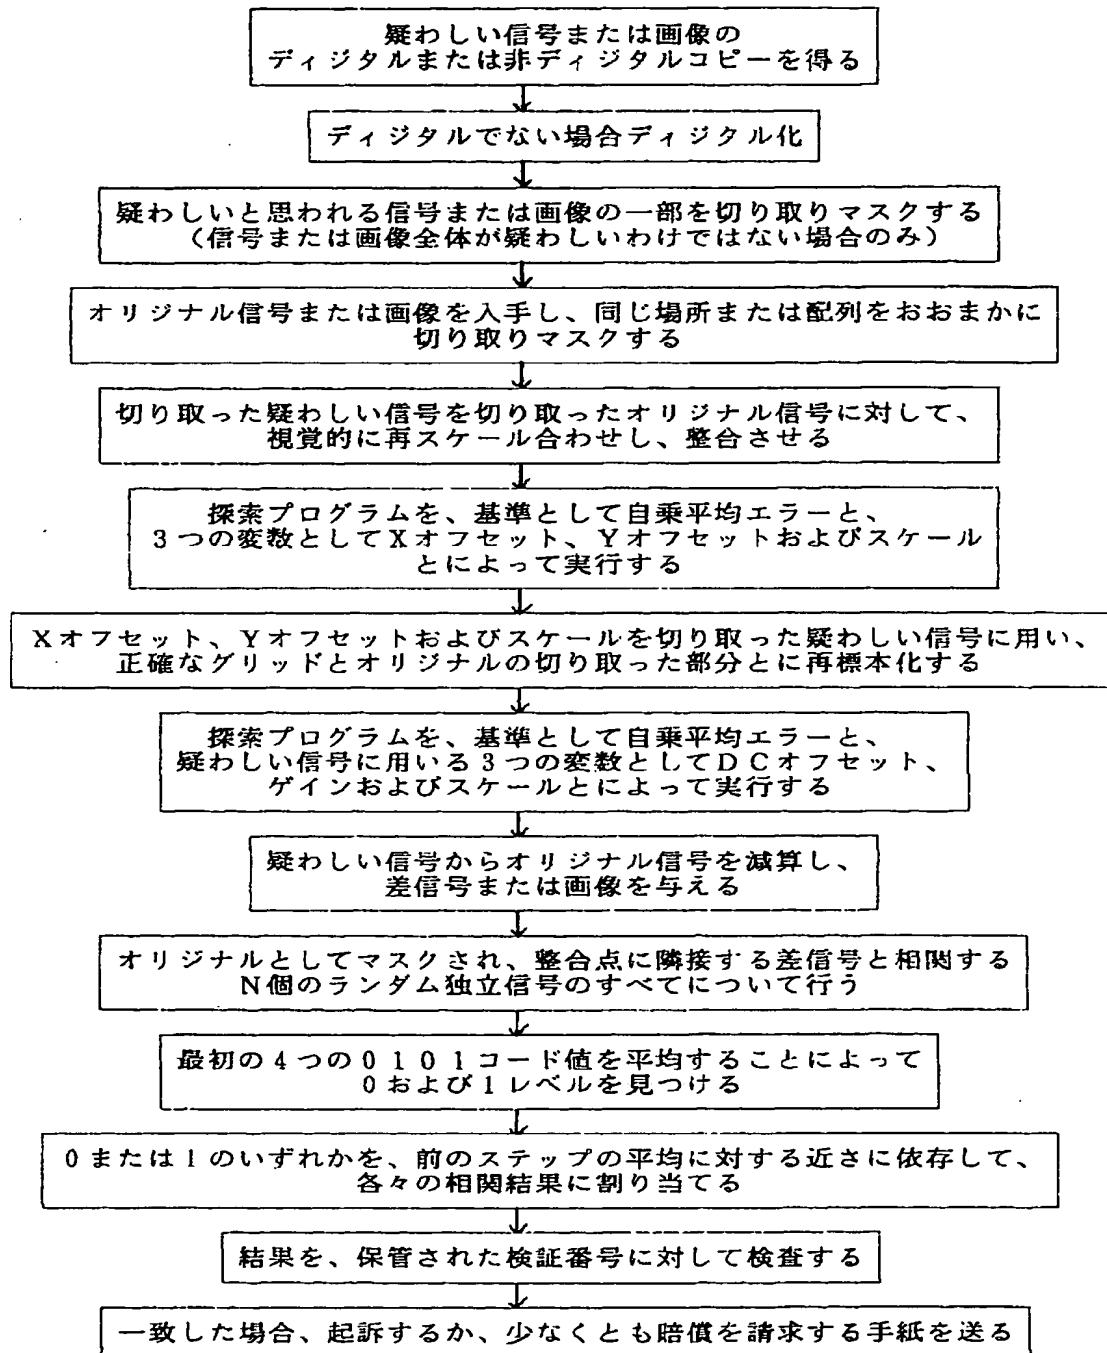 疑わしい信号または画像の
ディジタルまたは非ディジタルコピーを得る
ディジタルでない場合ディジタル化
疑わしいと思われる信号または画像の一部を切り取りマスクする
（信号または画像全体が疑わしいわけではない場合のみ）
オリジナル信号または画像を入手し、同じ場所または配列をおおまかに
切り取りマスクする
切り取った疑わしい信号を切り取ったオリジナル信号に対して、
視覚的に再スケール合わせし、整合させる
探索プログラムを、基準として自乗平均エラーと、
3つの変数としてXオフセット、Yオフセットおよびスケール
とによって実行する
Xオフセット、Yオフセットおよびスケールを切り取った疑わしい信号に用い、
正確なグリッドとオリジナルの切り取った部分とに再標本化する
探索プログラムを、基準として自乗平均エラーと、
疑わしい信号に用いる3つの変数としてDCオフセット、
ゲインおよびスケールとによって実行する
疑わしい信号からオリジナル信号を減算し、
差信号または画像を与える
オリジナルとしてマスクされ、整合点に隣接する差信号と相関する
N個のランダム独立信号のすべてについて行う
最初の4つの0101コード値を平均することによって
0および1レベルを見つける
0または1のいずれかを、前のステップの平均に対する近さに依存して、
各々の相関結果に割り当てる
結果を、保管された検証番号に対して検査する
一致した場合、起訴するか、少なくとも賠償を請求する手紙を送る